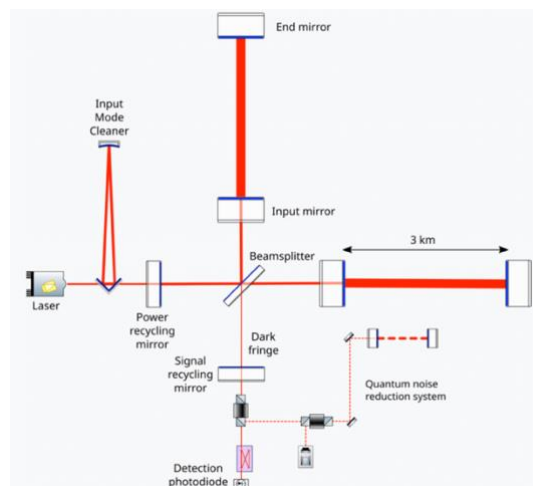 End mirror
Input
Mode
Cleaner
Input mirror
Beamsplitter
3 km
Laser
Power
recycling
mirror
Dark
fringe
Signal
recycling
mirror
Quantum noise
reduction system
Detection
photodiode